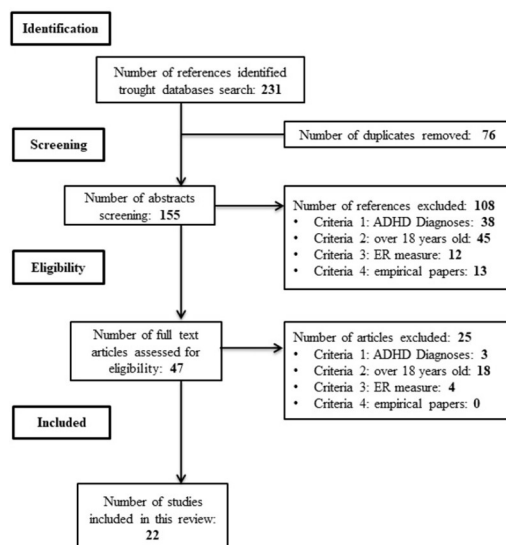 Identification
Number of references identified
trought databases search: 231
Number of duplicates removed: 76
Screening
Number of abstracts
screening: 155
Number of references excluded: 108
• Criteria 1: ADHD Diagnoses: 38
• Criteria 2: over 18 years old: 45
• Criteria 3: ER measure: 12
• Criteria 4: empirical papers: 13
Eligibility
Number of full text
articles assessed for
eligibility: 47
Number of articles excluded: 25
• Criteria 1: ADHD Diagnoses: 3
• Criteria 2: over 18 years old: 18
• Criteria 3: ER measure: 4
• Criteria 4: empirical papers: 0
Included
Number of studies
included in this review:
22